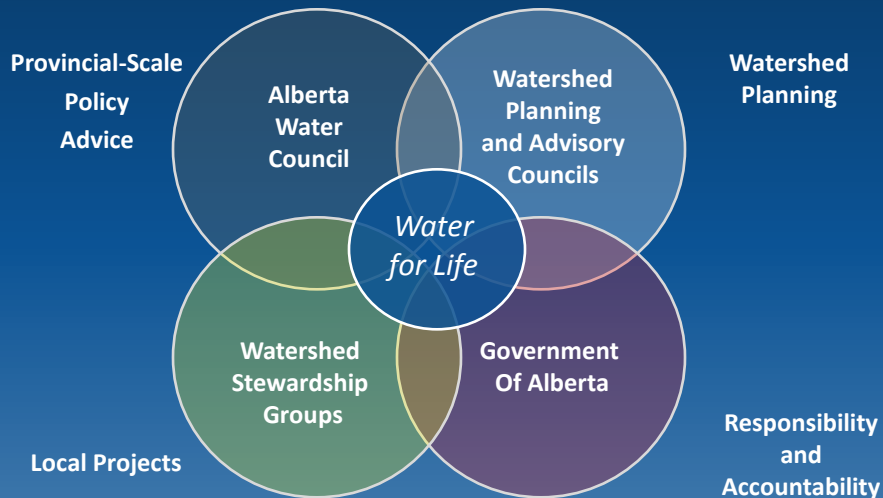 Provincial-Scale
Policy
Advice
Alberta
Water
Council
Watershed
Planning
and Advisory
Councils
Watershed
Planning
Water
for Life
Watershed
Stewardship
Groups
Government
Of Alberta
Local Projects
Responsibility
and
Accountability